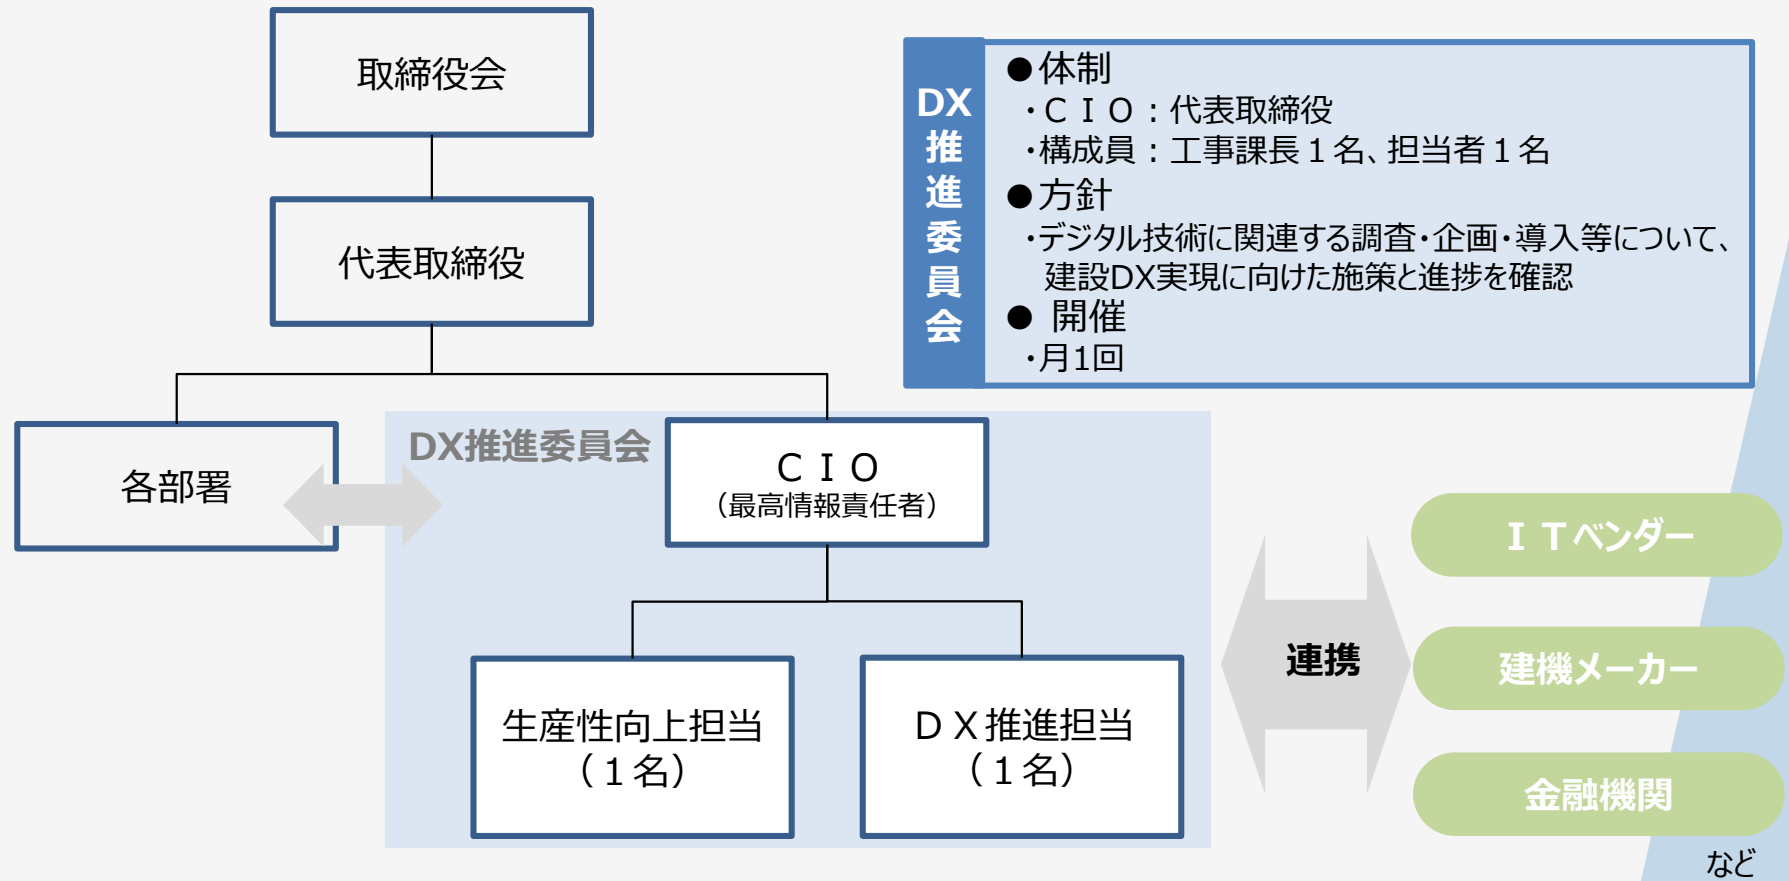 取締役会
代表取締役
各部署
DX推進委員会
ＣＩＯ
（最高情報責任者）
生産性向上担当
（１名）
ＤＸ推進担当
（１名）
DX
推
進
委
員
会
●体制
・ＣＩＯ：代表取締役
・構成員：工事課長１名、担当者１名
●方針
・デジタル技術に関連する調査・企画・導入等について、
建設DX実現に向けた施策と進捗を確認
● 開催
・月1回
連携
ＩＴベンダー
建機メーカー
金融機関
など